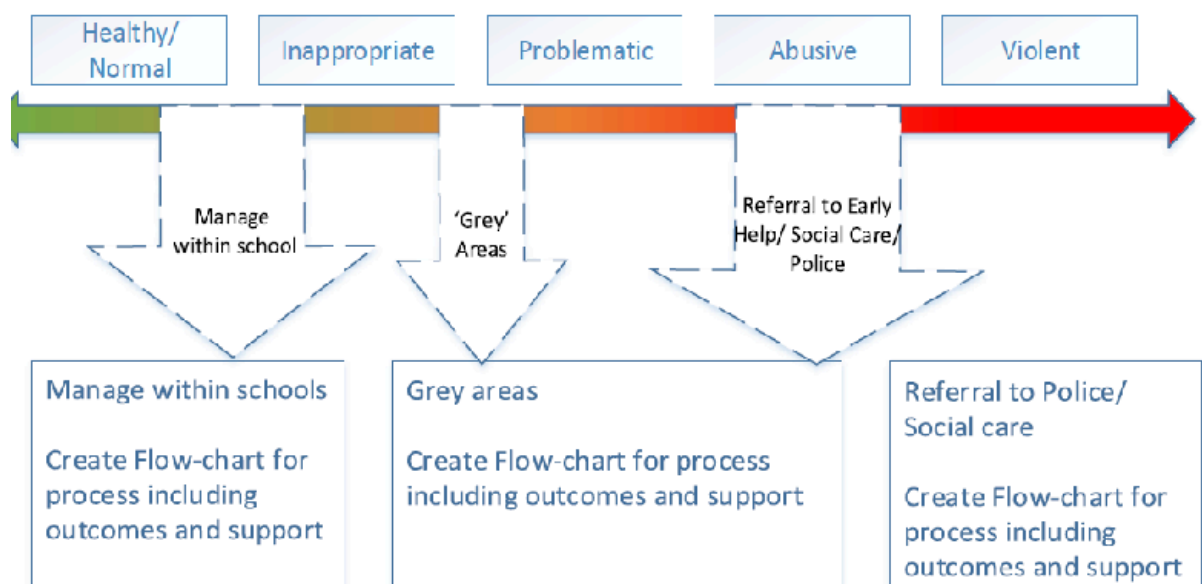 Healthy/
Normal
Inappropriate
Problematic
Abusive
Violent
Manage
within school
‘Grey’
Areas
Referral to Early
Help/ Social Care/
Police
Manage within schools
Create Flow-chart for
process including
outcomes and support
Grey areas
Create Flow-chart for process
including outcomes and support
Referral to Police/
Social care
Create Flow-chart for
process including
outcomes and support